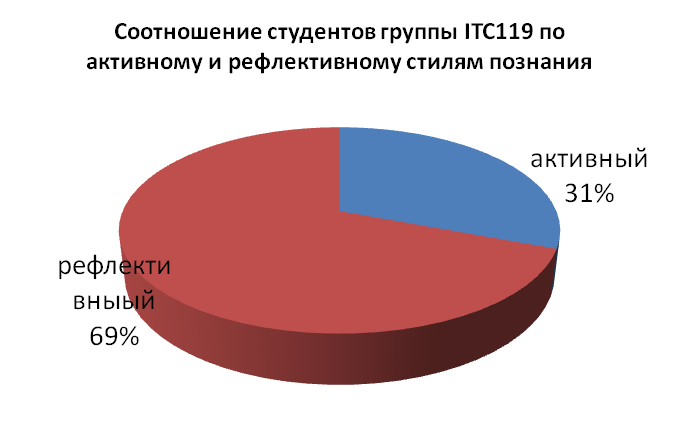 Соотношение студентов группы ITC119 по
активному и рефлективному стилям познания
активный
31%
рефлекти
вныый
69%